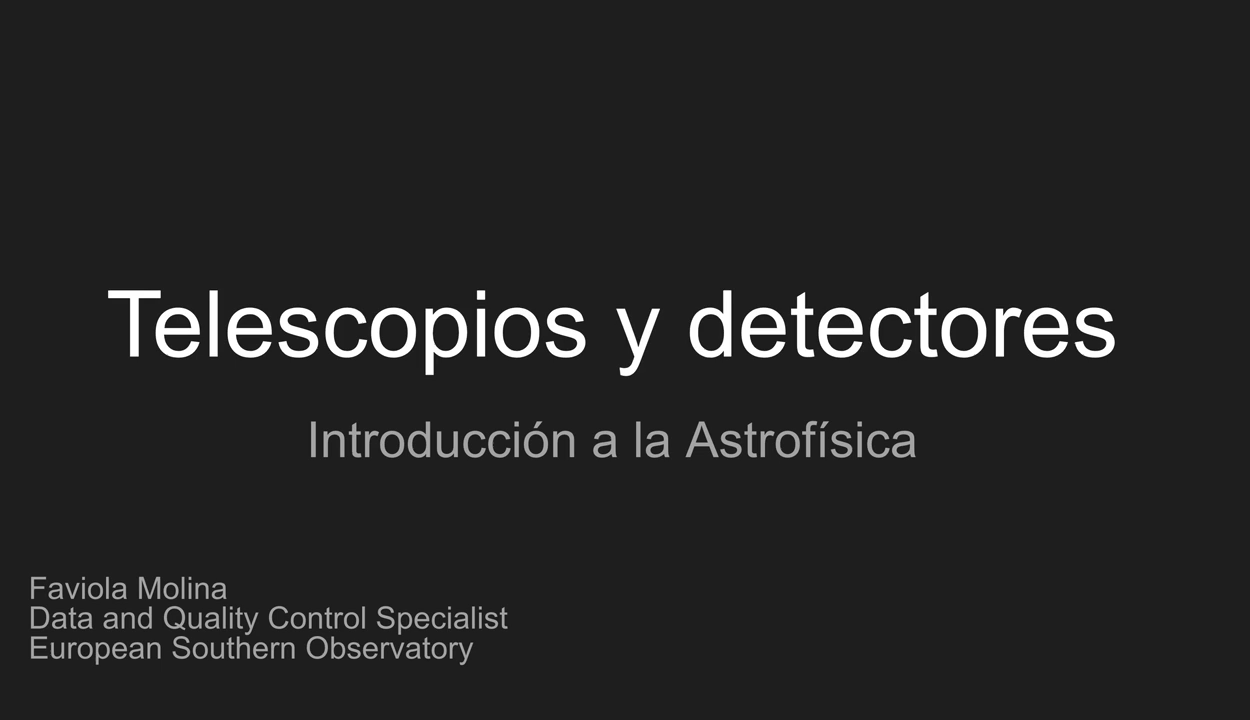 Telescopios y detectores
Introducción a la Astrofísica
Faviola Molina
Data and Quality Control Specialist
European Southern Observatory